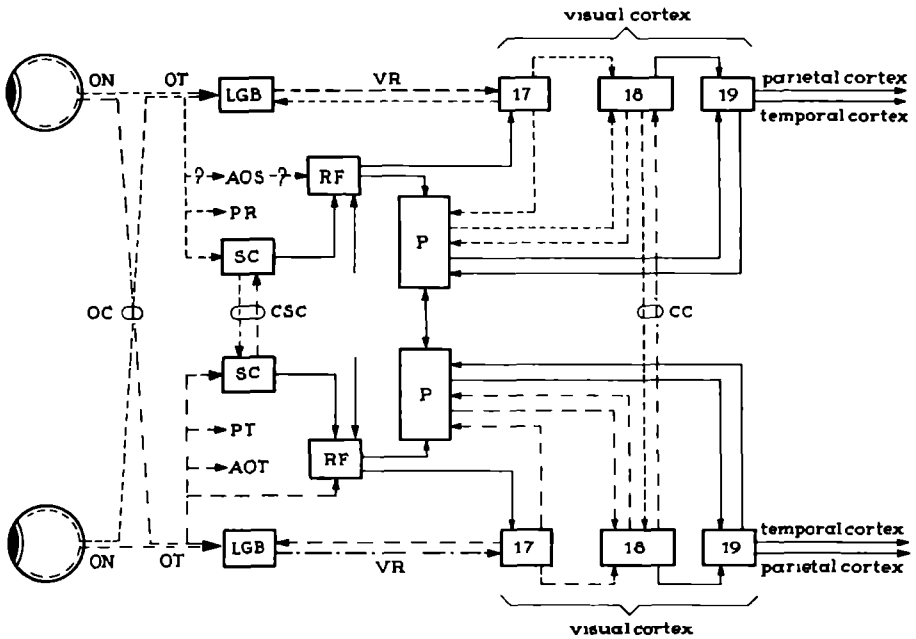 visual cortex
ON OT LGB VR 17 18 19 parietal cortex
temporal cortex
? AOS ? RF
PR
P
SC
OC CSC CC
SC
P
PT
AOT RF
ON OT LGB VR 17 18 19 temporal cortex
parietal cortex
visual cortex